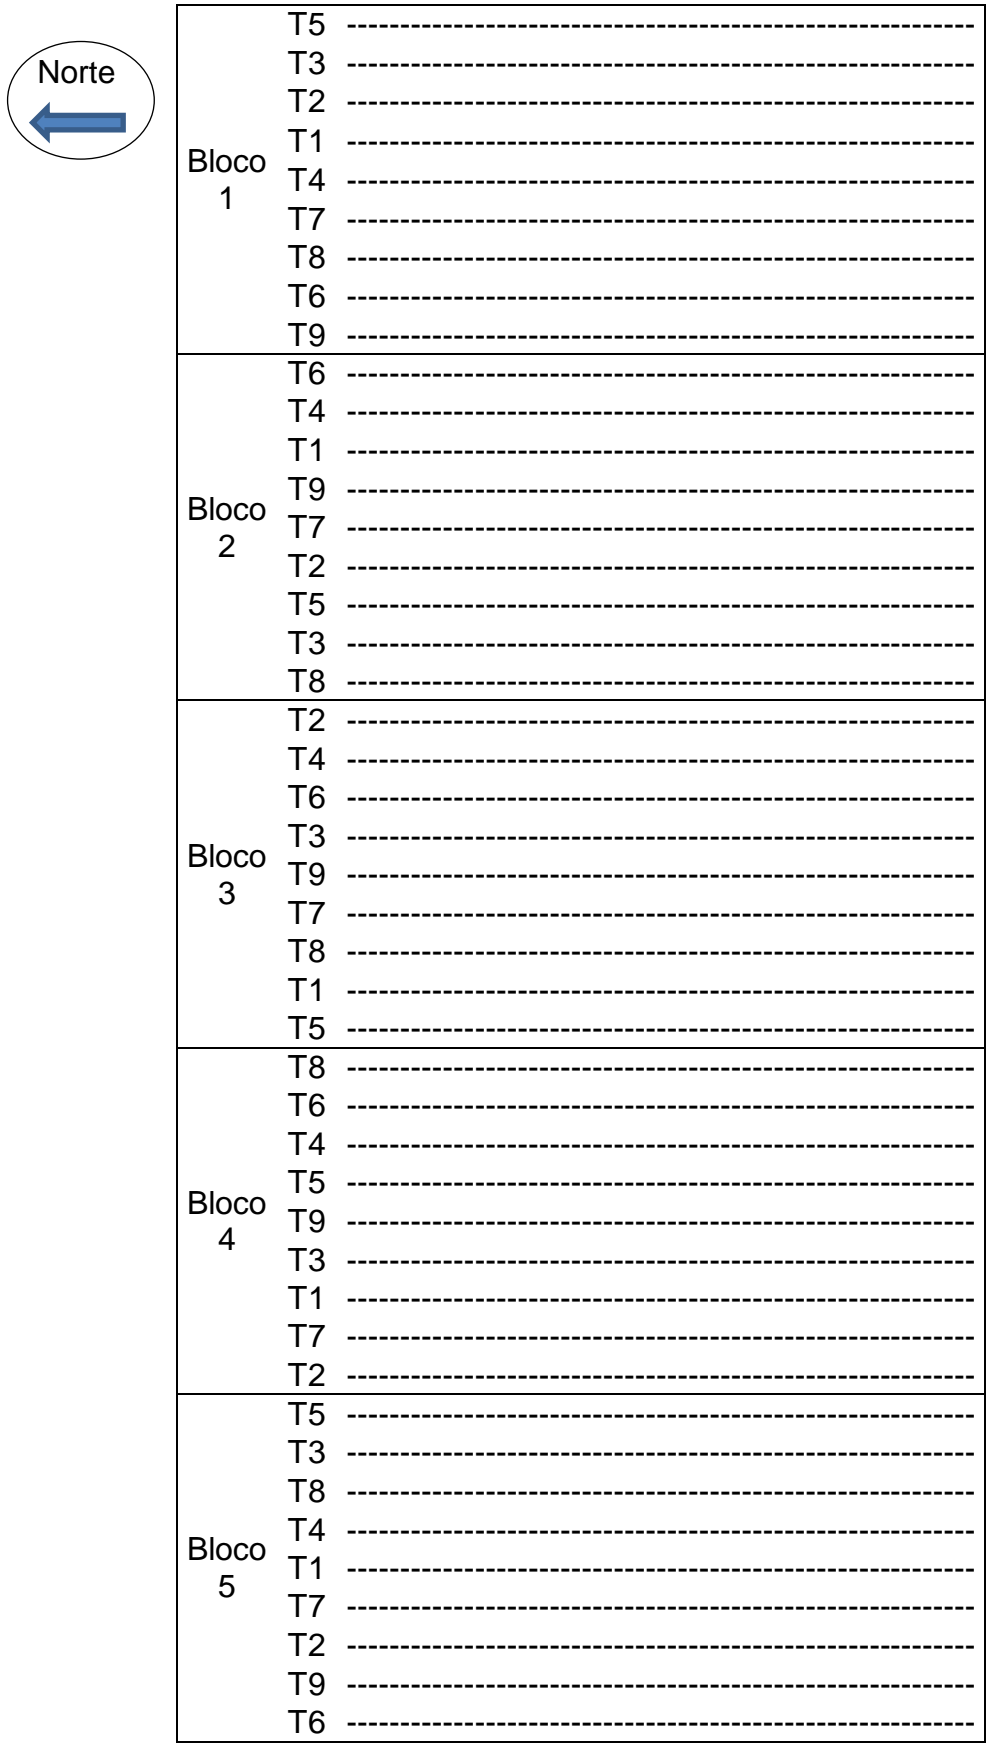 Norte
Bloco
1
T5 --------------------------------------------------------
T3 --------------------------------------------------------
T2 --------------------------------------------------------
T1 --------------------------------------------------------
T4 --------------------------------------------------------
T7 --------------------------------------------------------
T8 --------------------------------------------------------
T6 --------------------------------------------------------
T9 --------------------------------------------------------
Bloco
2
T6 --------------------------------------------------------
T4 --------------------------------------------------------
T1 --------------------------------------------------------
T9 --------------------------------------------------------
T7 --------------------------------------------------------
T2 --------------------------------------------------------
T5 --------------------------------------------------------
T3 --------------------------------------------------------
T8 --------------------------------------------------------
Bloco
3
T2 --------------------------------------------------------
T4 --------------------------------------------------------
T6 --------------------------------------------------------
T3 --------------------------------------------------------
T9 --------------------------------------------------------
T7 --------------------------------------------------------
T8 --------------------------------------------------------
T1 --------------------------------------------------------
T5 --------------------------------------------------------
Bloco
4
T8 --------------------------------------------------------
T6 --------------------------------------------------------
T4 --------------------------------------------------------
T5 --------------------------------------------------------
T9 --------------------------------------------------------
T3 --------------------------------------------------------
T1 --------------------------------------------------------
T7 --------------------------------------------------------
T2 --------------------------------------------------------
Bloco
5
T5 --------------------------------------------------------
T3 --------------------------------------------------------
T8 --------------------------------------------------------
T4 --------------------------------------------------------
T1 --------------------------------------------------------
T7 --------------------------------------------------------
T2 --------------------------------------------------------
T9 --------------------------------------------------------
T6 --------------------------------------------------------